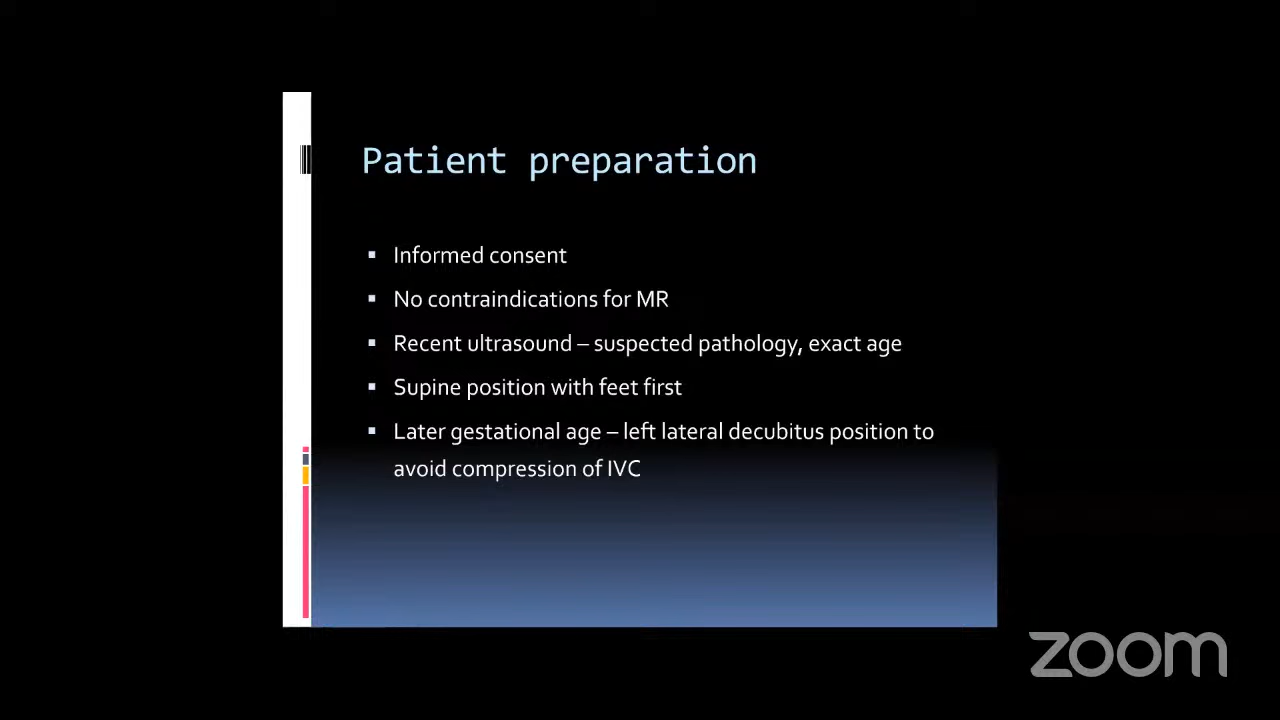 Patient preparation
▪ Informed consent
▪ No contraindications for MR
▪ Recent ultrasound – suspected pathology, exact age
▪ Supine position with feet first
▪ Later gestational age – left lateral decubitus position to
avoid compression of IVC
zoom